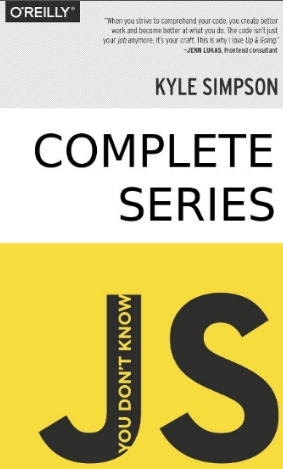 O'REILLY®
"When you strive to comprehend your code, you create better
work and become better at what you do. The code isn't just
your job anymore, it's your craft. This is why I love Up & Going."
–JENN LUKAS, Frontend consultant
KYLE SIMPSON
COMPLETE
SERIES
YOU DON'T KNOW
JS